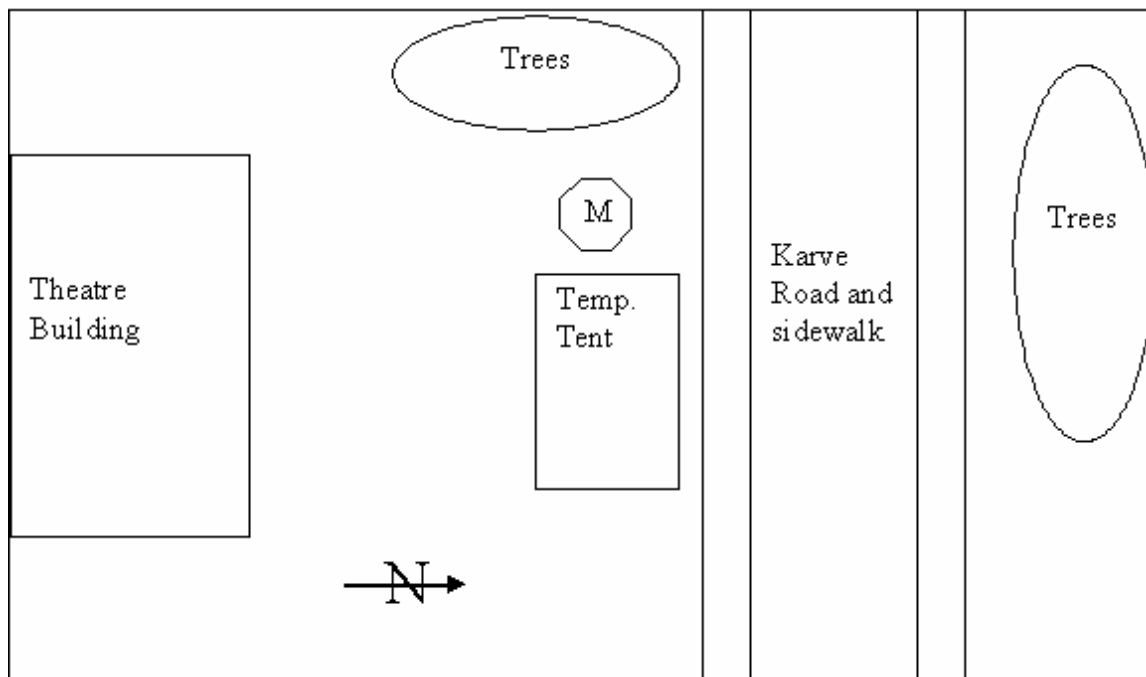 Trees
M
Trees
Theatre
Building
Temp.
Tent
Karve
Road and
sidewalk
N